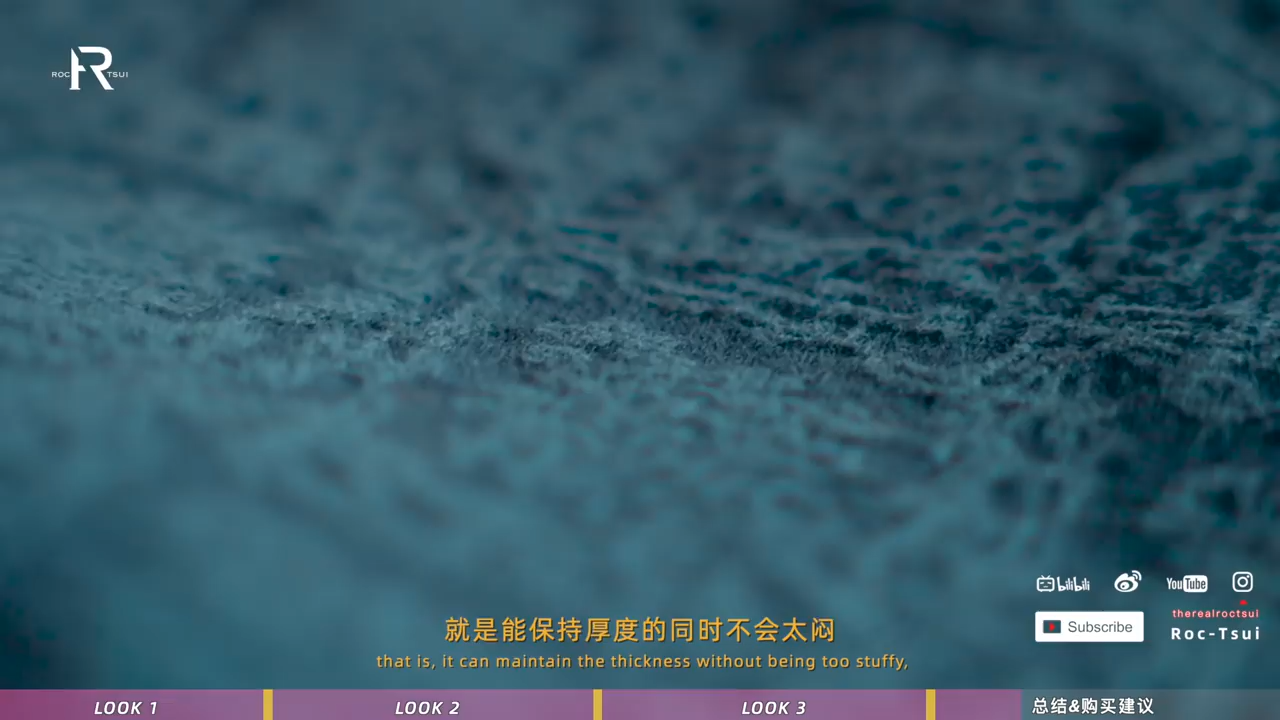 ROC R TSUI
bilibili
YouTube
therealroctsui
Subscribe
Roc-Tsui
就是能保持厚度的同时不会太闷
that is, it can maintain the thickness without being too stuffy,
LOOK 1
LOOK 2
LOOK 3
总结&购买建议